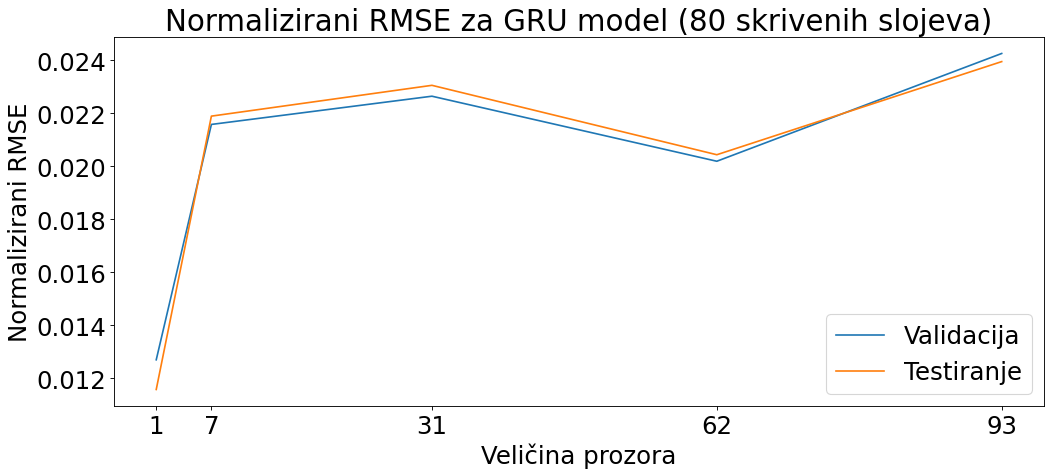 Normalizirani RMSE za GRU model (80 skrivenih slojeva)
Normalizirani RMSE
0.024
0.022
0.020
0.018
0.016
0.014
0.012
Validacija
Testiranje
1 7 31 62 93
Veličina prozora